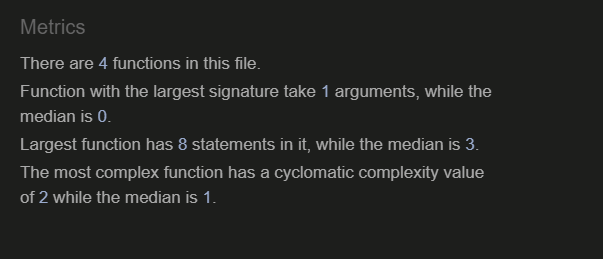 Metrics
There are 4 functions in this file.
Function with the largest signature take 1 arguments, while the
median is 0.
Largest function has 8 statements in it, while the median is 3.
The most complex function has a cyclomatic complexity value
of 2 while the median is 1.